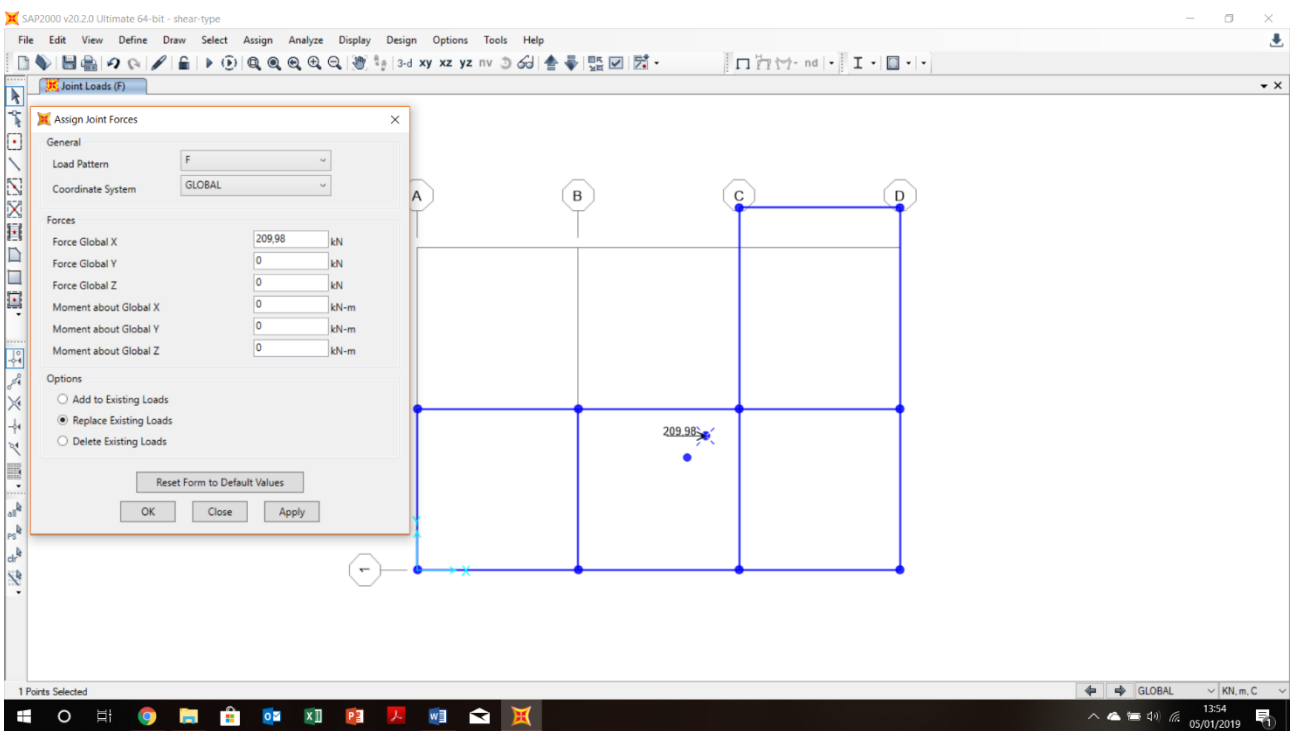 SAP2000 v20.2.0 Ultimate 64-bit - shear-type
File Edit View Define Draw Select Assign Analyze Display Design Options Tools Help
3-d xy xz yz nv nd
Joint Loads (F)
Assign Joint Forces
General
Load Pattern F
Coordinate System GLOBAL
Forces
Force Global X 209,98 kN
Force Global Y 0 kN
Force Global Z 0 kN
Moment about Global X 0 kN-m
Moment about Global Y 0 kN-m
Moment about Global Z 0 kN-m
Options
Add to Existing Loads
Replace Existing Loads
Delete Existing Loads
Reset Form to Default Values
OK Close Apply
A B C D
209.98
Y
X
1
all
PS
clr
1 Points Selected
GLOBAL KN, m, C
13:54
05/01/2019